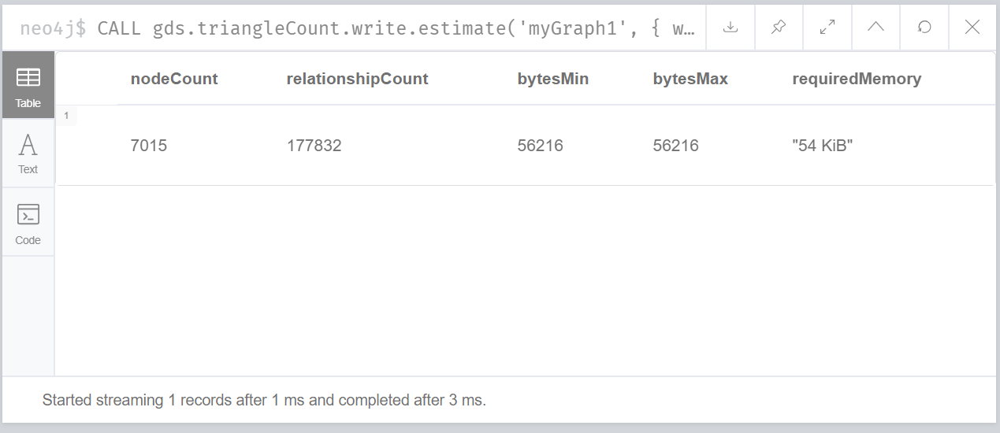 neo4j$ CALL gds.triangleCount.write.estimate('myGraph1', { w…
Table
Text
Code
nodeCount relationshipCount bytesMin bytesMax requiredMemory
1
7015 177832 56216 56216 "54 KiB"
Started streaming 1 records after 1 ms and completed after 3 ms.